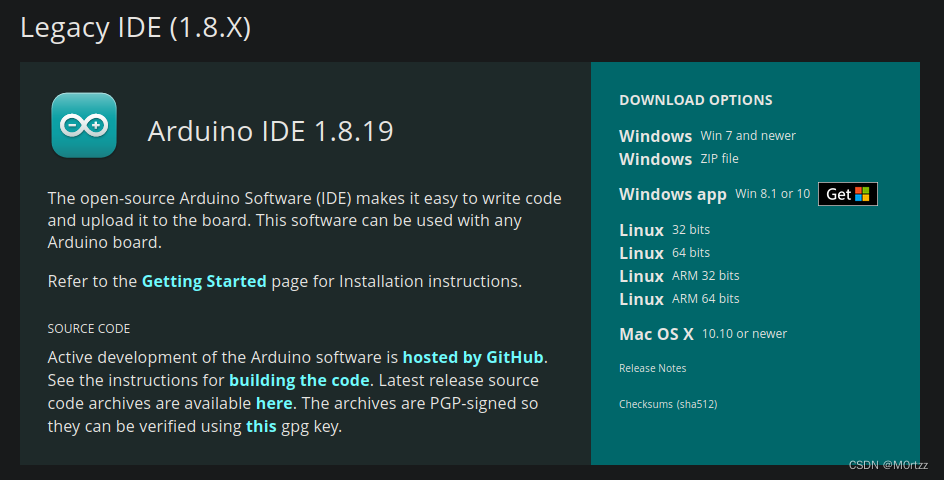 Legacy IDE (1.8.X)
Arduino IDE 1.8.19
The open-source Arduino Software (IDE) makes it easy to write code
and upload it to the board. This software can be used with any
Arduino board.
Refer to the Getting Started page for Installation instructions.
SOURCE CODE
Active development of the Arduino software is hosted by GitHub.
See the instructions for building the code. Latest release source
code archives are available here. The archives are PGP-signed so
they can be verified using this gpg key.
DOWNLOAD OPTIONS
Windows Win 7 and newer
Windows ZIP file
Windows app Win 8.1 or 10 Get
Linux 32 bits
Linux 64 bits
Linux ARM 32 bits
Linux ARM 64 bits
Mac OS X 10.10 or newer
Release Notes
Checksums (sha512)
CSDN @M0rtzz